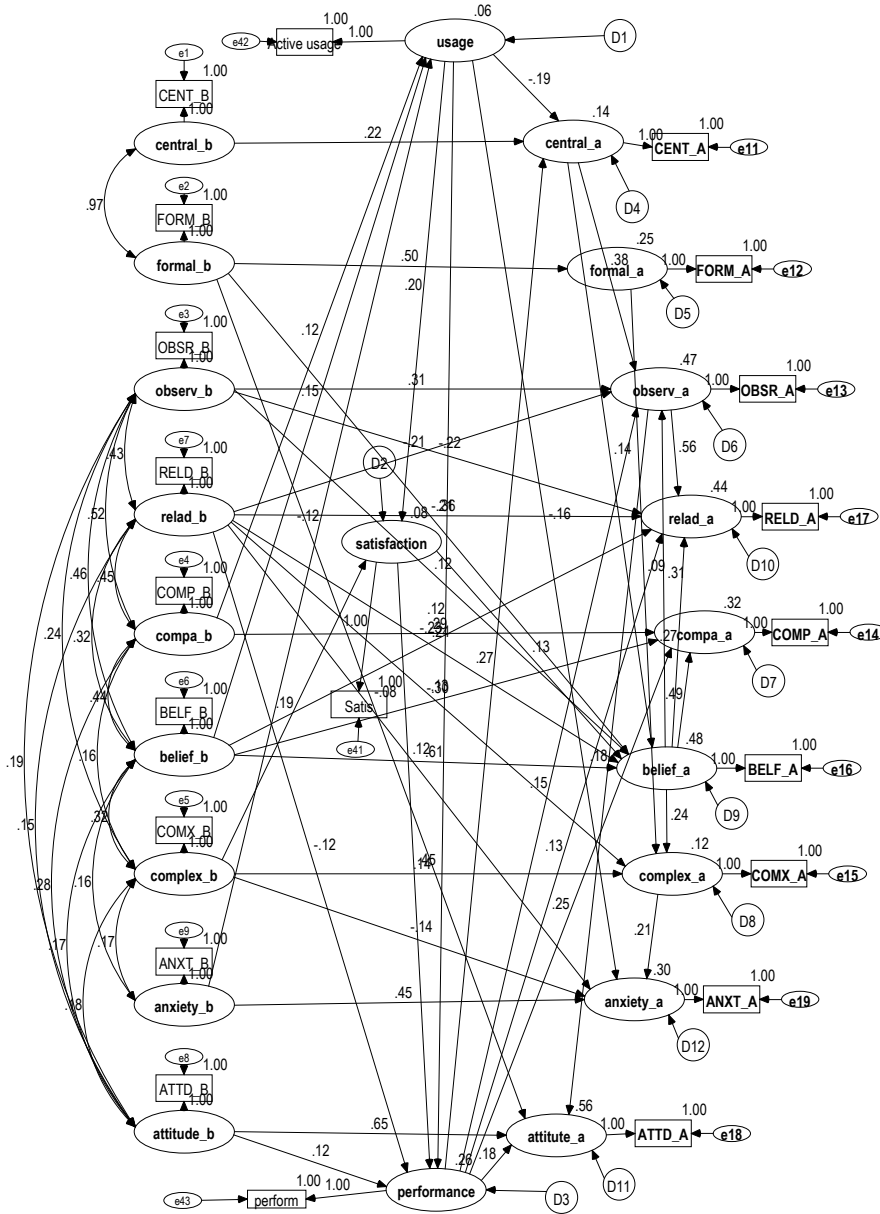 .06
1.00
e42
Active usage
1.00
usage
D1
e1
1.00
CENT_B
1.00
-.19
.14
central_b
.22
central_a
1.00
1.00
CENT_A
e11
D4
.97
e2
1.00
FORM_B
1.00
.25
formal_b
.50
formal_a
.38
1.00
1.00
FORM_A
e12
D5
.20
e3
1.00
OBSR_B
1.00
.12
.47
observ_b
.15
.31
observ_a
1.00
1.00
OBSR_A
e13
D6
.43
e7
1.00
RELD_B
1.00
.21
-.22
.14
.56
D2
.44
.52
relad_b
-.12
.08
-.16
relad_a
1.00
1.00
RELD_A
e17
D10
satisfaction
.46
.45
e4
1.00
COMP_B
1.00
.12
.09
.31
.24
.32
.12
.32
compa_b
1.00
.13
.27
compa_a
1.00
1.00
COMP_A
e14
D7
e6
1.00
BELF_B
1.00
.44
.19
-.08
1.00
Satis
-.30
.27
.49
.48
.19
.16
belief_b
e41
.12
.61
.18
belief_a
1.00
1.00
BELF_A
e16
D9
.15
.32
e5
1.00
COMX_B
1.00
.15
.24
.12
.28
.16
complex_b
-.12
.45
.13
complex_a
1.00
1.00
COMX_A
e15
D8
.25
.17
.17
e9
1.00
ANXT_B
1.00
-.14
.21
.30
.18
anxiety_b
.45
anxiety_a
1.00
1.00
ANXT_A
e19
D12
e8
1.00
ATTD_B
1.00
.56
attitude_b
.65
attitute_a
1.00
1.00
ATTD_A
e18
.12
.26
.18
D11
e43
1.00
perform
1.00
performance
D3